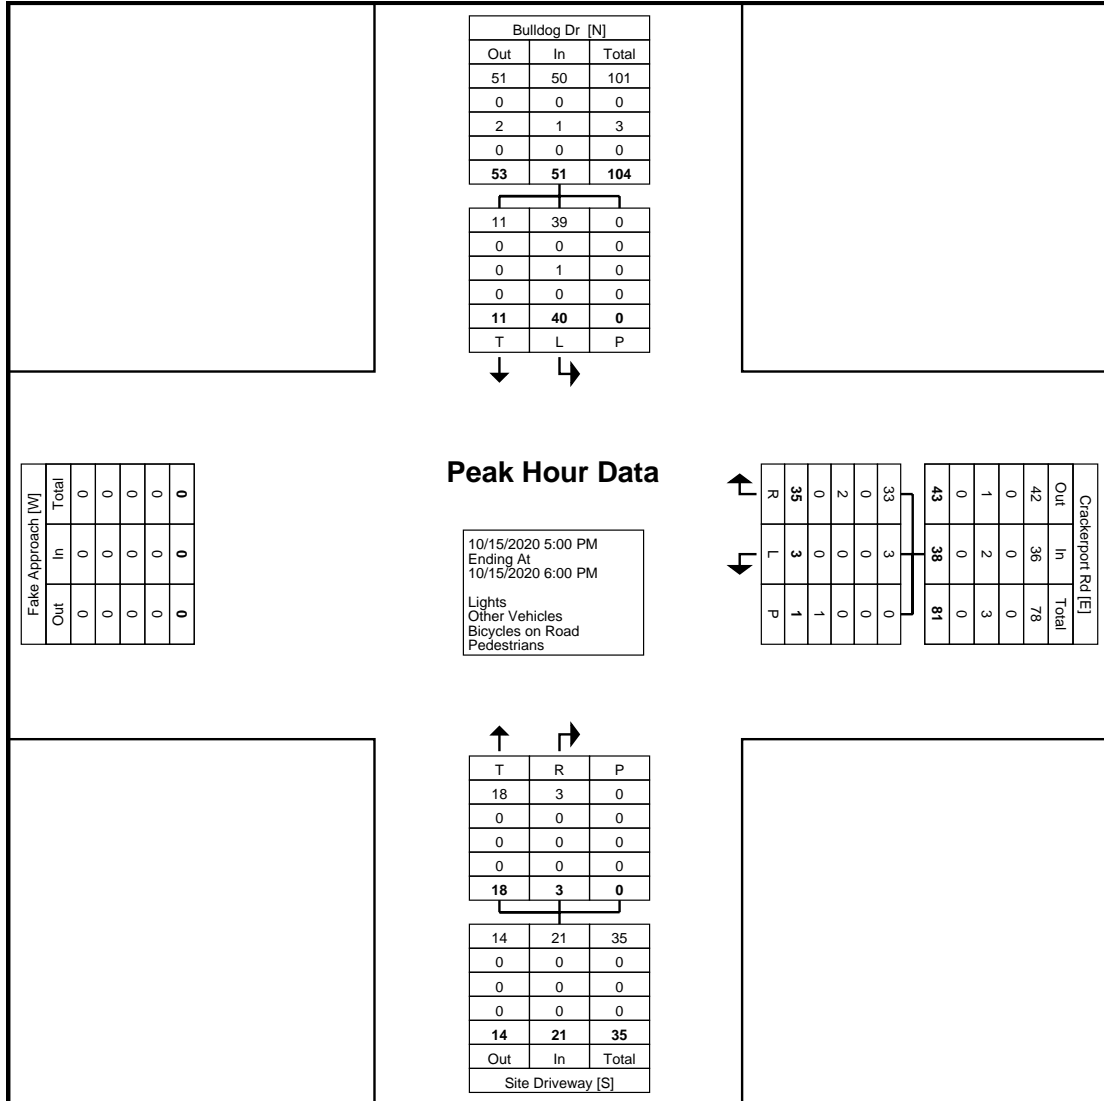 Bulldog Dr [N]
Out In Total
51 50 101
0 0 0
2 1 3
0 0 0
53 51 104
11 39 0
0 0 0
0 1 0
0 0 0
11 40 0
T L P
Fake Approach [W]
Total In Out
0 0 0
0 0 0
0 0 0
0 0 0
0 0 0
Peak Hour Data
10/15/2020 5:00 PM
Ending At
10/15/2020 6:00 PM
Lights
Other Vehicles
Bicycles on Road
Pedestrians
Crackerport Rd [E]
Out In Total
42 36 78
0 0 0
1 2 3
0 0 0
43 38 81
33 3 0
0 0 0
2 0 0
0 0 1
35 3 1
R L P
T R P
18 3 0
0 0 0
0 0 0
0 0 0
18 3 0
14 21 35
0 0 0
0 0 0
0 0 0
14 21 35
Out In Total
Site Driveway [S]